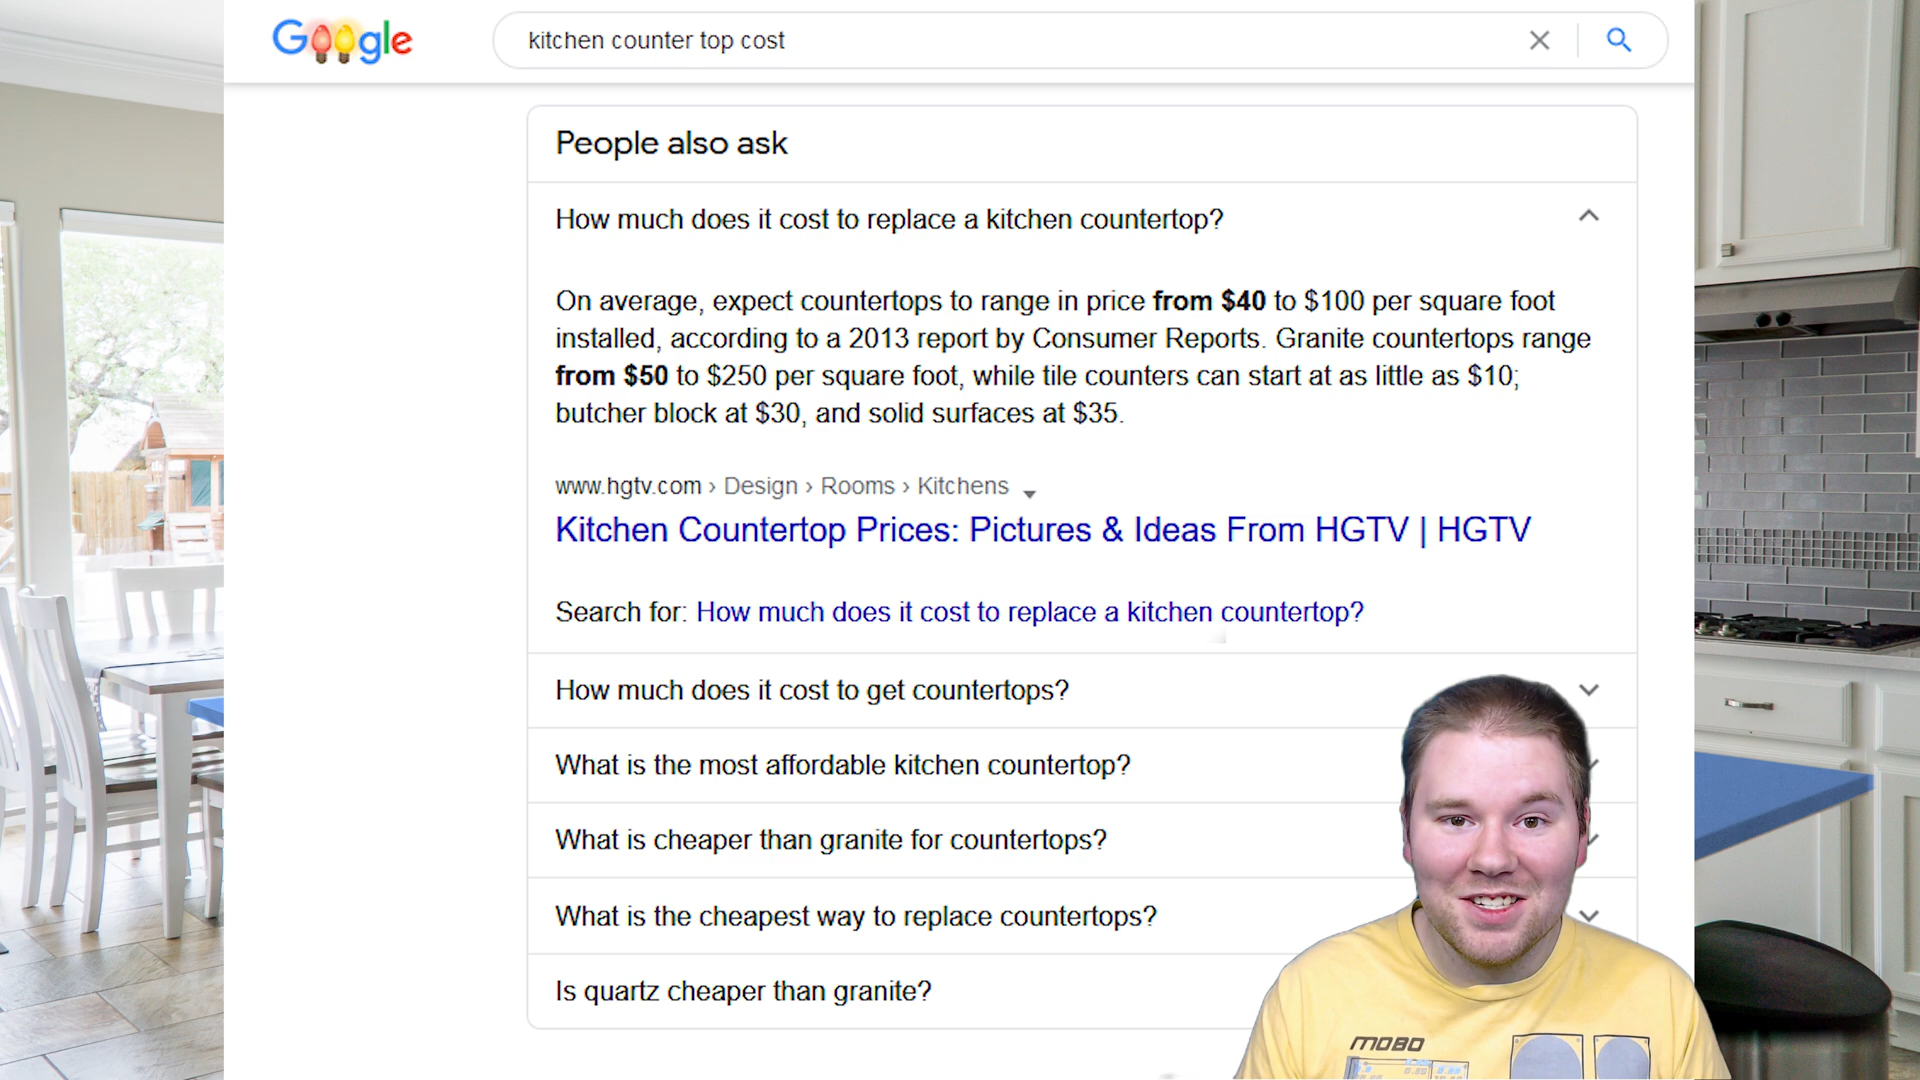 Google
kitchen counter top cost
People also ask
How much does it cost to replace a kitchen countertop?
On average, expect countertops to range in price from $40 to $100 per square foot
installed, according to a 2013 report by Consumer Reports. Granite countertops range
from $50 to $250 per square foot, while tile counters can start at as little as $10;
butcher block at $30, and solid surfaces at $35.
www.hgtv.com › Design › Rooms › Kitchens
Kitchen Countertop Prices: Pictures & Ideas From HGTV | HGTV
Search for: How much does it cost to replace a kitchen countertop?
How much does it cost to get countertops?
What is the most affordable kitchen countertop?
What is cheaper than granite for countertops?
What is the cheapest way to replace countertops?
Is quartz cheaper than granite?
MOBO